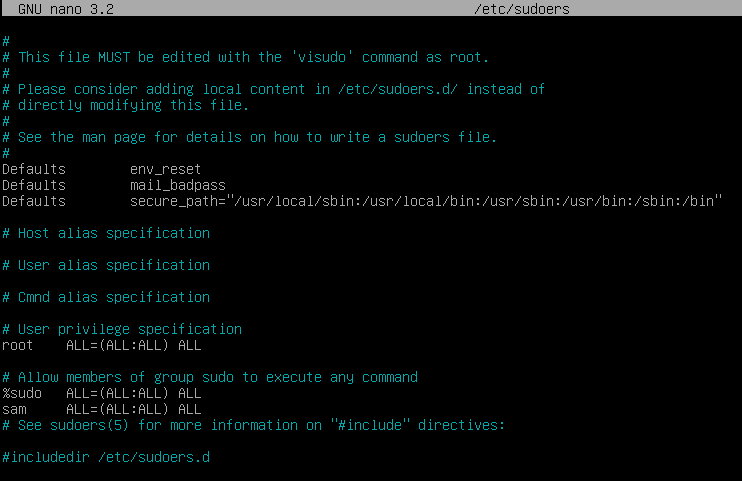 GNU nano 3.2 /etc/sudoers
#
# This file MUST be edited with the 'visudo' command as root.
#
# Please consider adding local content in /etc/sudoers.d/ instead of
# directly modifying this file.
#
# See the man page for details on how to write a sudoers file.
#
Defaults env_reset
Defaults mail_badpass
Defaults secure_path="/usr/local/sbin:/usr/local/bin:/usr/sbin:/usr/bin:/sbin:/bin"
# Host alias specification
# User alias specification
# Cmnd alias specification
# User privilege specification
root ALL=(ALL:ALL) ALL
# Allow members of group sudo to execute any command
%sudo ALL=(ALL:ALL) ALL
sam ALL=(ALL:ALL) ALL
# See sudoers(5) for more information on "#include" directives:
#includedir /etc/sudoers.d